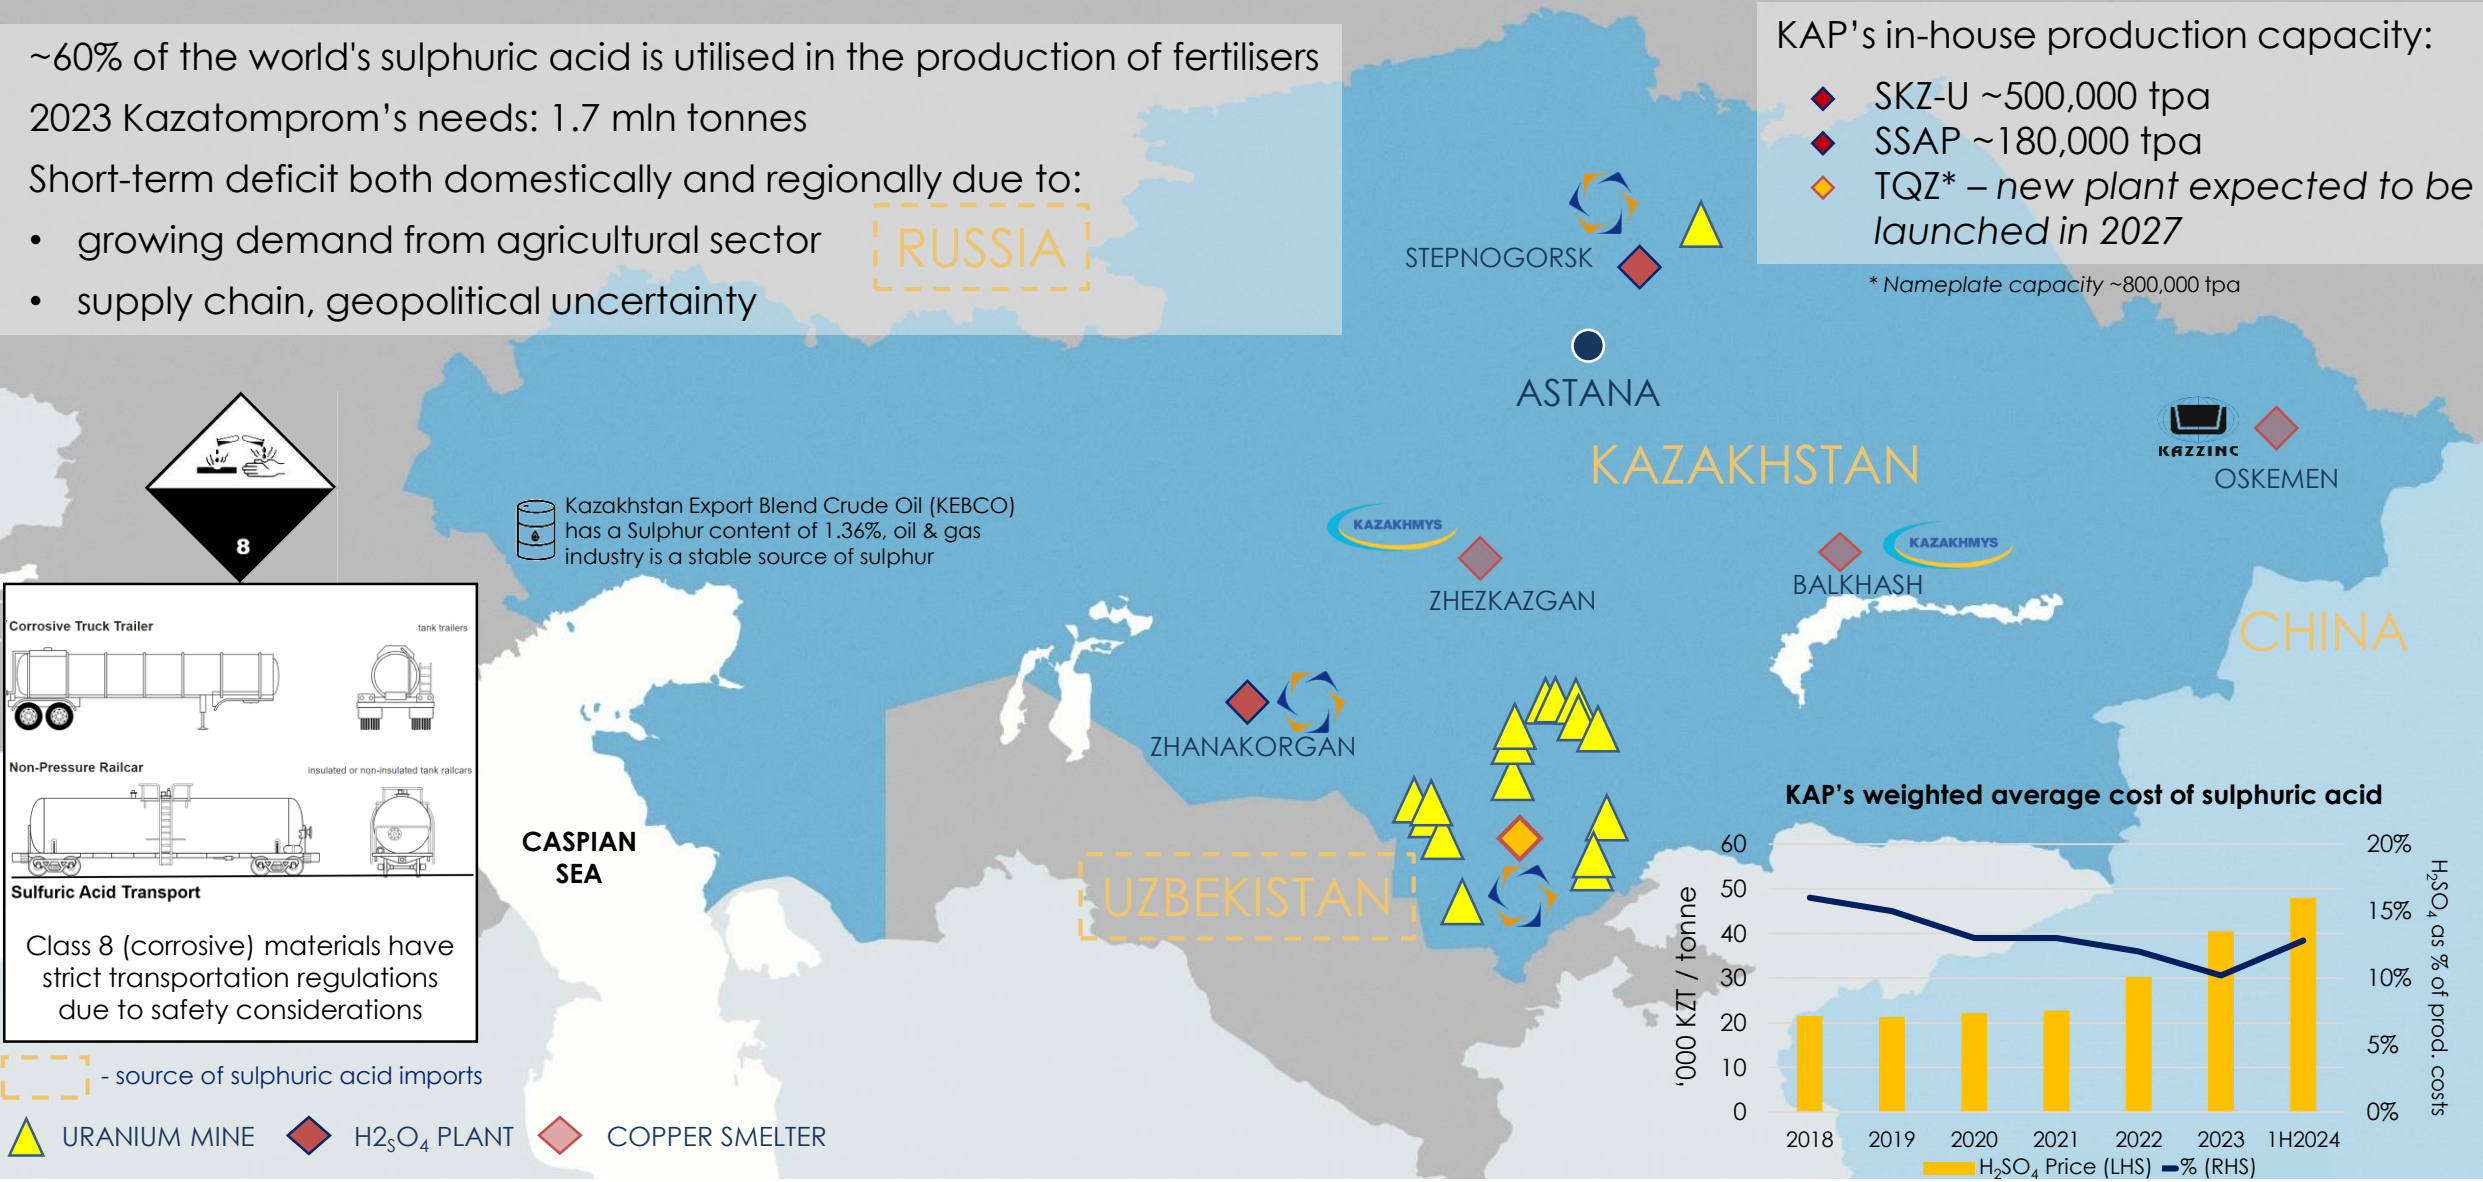 ~60% of the world's sulphuric acid is utilised in the production of fertilisers
2023 Kazatomprom's needs: 1.7 mln tonnes
Short-term deficit both domestically and regionally due to:
• growing demand from agricultural sector
• supply chain, geopolitical uncertainty
RUSSIA
KAP's in-house production capacity:
SKZ-U ~500,000 tpa
SSAP ~180,000 tpa
TQZ* – new plant expected to be
launched in 2027
* Nameplate capacity ~800,000 tpa
STEPNOGORSK
ASTANA
KAZAKHSTAN
KAZZINC
OSKEMEN
8
Kazakhstan Export Blend Crude Oil (KEBCO)
has a Sulphur content of 1.36%, oil & gas
industry is a stable source of sulphur
KAZAKHMYS
ZHEZKAZGAN
KAZAKHMYS
BALKHASH
CHINA
Corrosive Truck Trailer
tank trailers
Non-Pressure Railcar
insulated or non-insulated tank railcars
Sulfuric Acid Transport
Class 8 (corrosive) materials have
strict transportation regulations
due to safety considerations
ZHANAKORGAN
CASPIAN
SEA
UZBEKISTAN
- source of sulphuric acid imports
URANIUM MINE
H2SO4 PLANT
COPPER SMELTER
KAP's weighted average cost of sulphuric acid
'000 KZT / tonne
60
50
40
30
20
10
0
20%
15%
10%
5%
0%
H2SO4 as % of prod. costs
2018 2019 2020 2021 2022 2023 1H2024
H2SO4 Price (LHS) % (RHS)